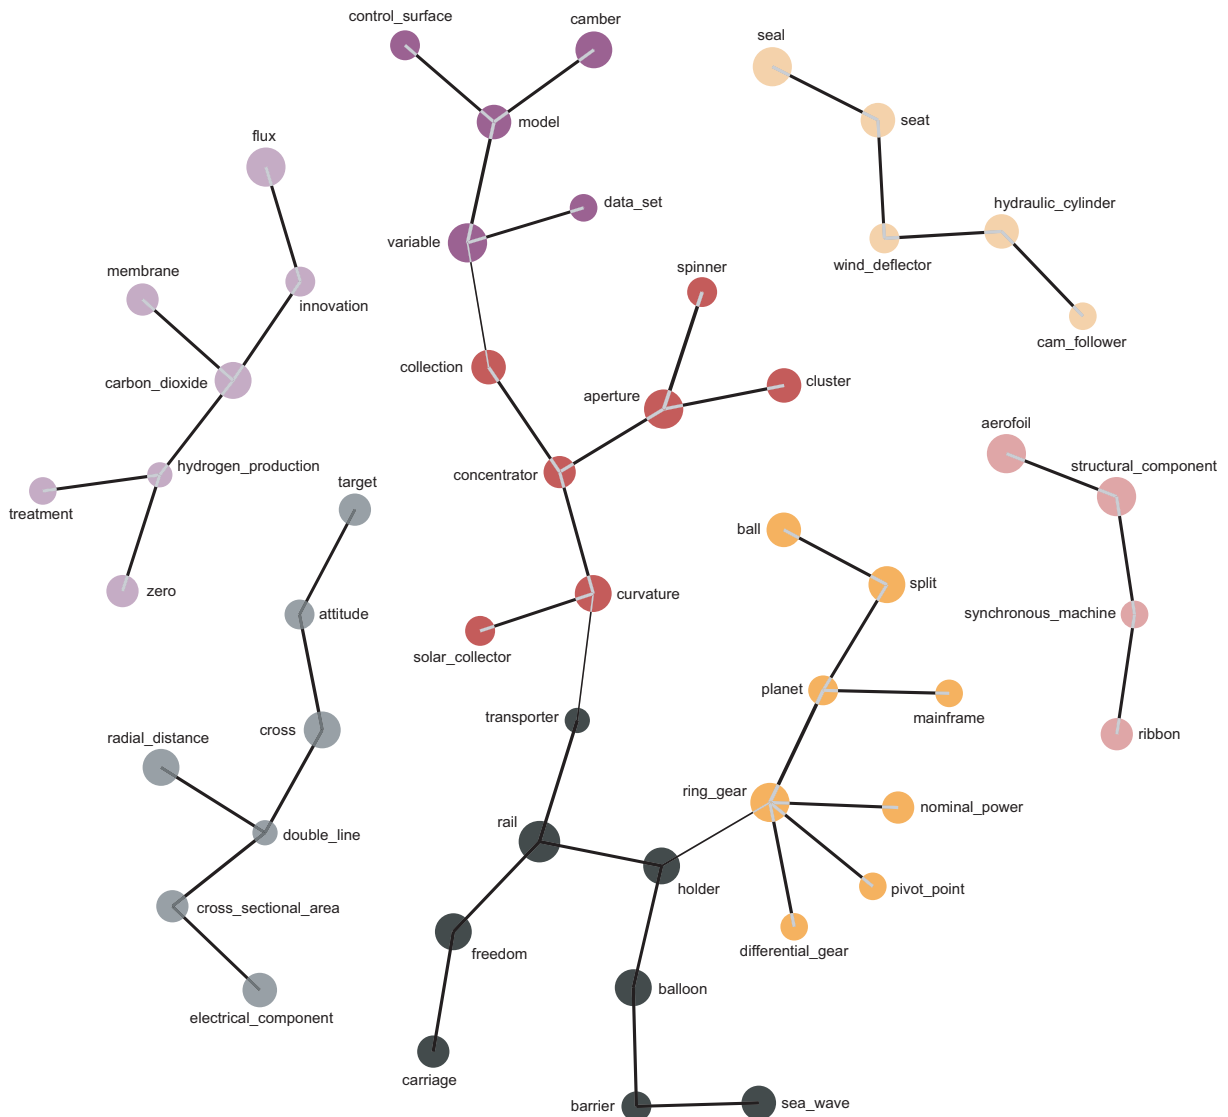 control_surface
camber
seal
model
seat
flux
data_set
hydraulic_cylinder
variable
wind_deflector
spinner
membrane
innovation
cam_follower
collection
carbon_dioxide
aperture
cluster
aerofoil
structural_component
hydrogen_production
concentrator
target
treatment
ball
split
zero
attitude
curvature
synchronous_machine
solar_collector
planet
mainframe
transporter
cross
radial_distance
ribbon
ring_gear
nominal_power
rail
double_line
holder
pivot_point
cross_sectional_area
freedom
differential_gear
balloon
electrical_component
carriage
barrier
sea_wave